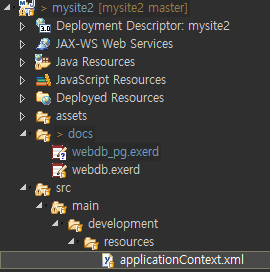 > mysite2 [mysite2 master]
Deployment Descriptor: mysite2
JAX-WS Web Services
Java Resources
JavaScript Resources
Deployed Resources
assets
> docs
webdb_pg.exerd
webdb.exerd
src
main
development
resources
applicationContext.xml